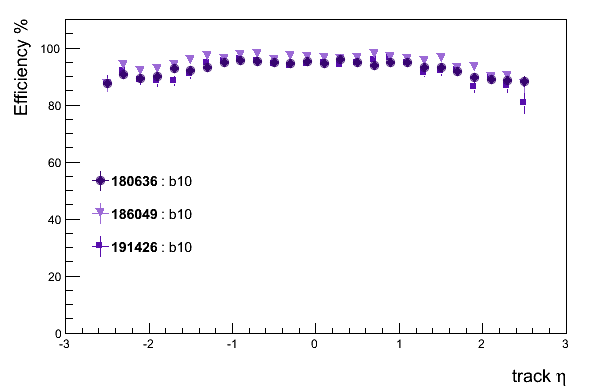 Efficiency %
100
80
60
40
20
0
180636 : b10
186049 : b10
191426 : b10
-3 -2 -1 0 1 2 3
track η